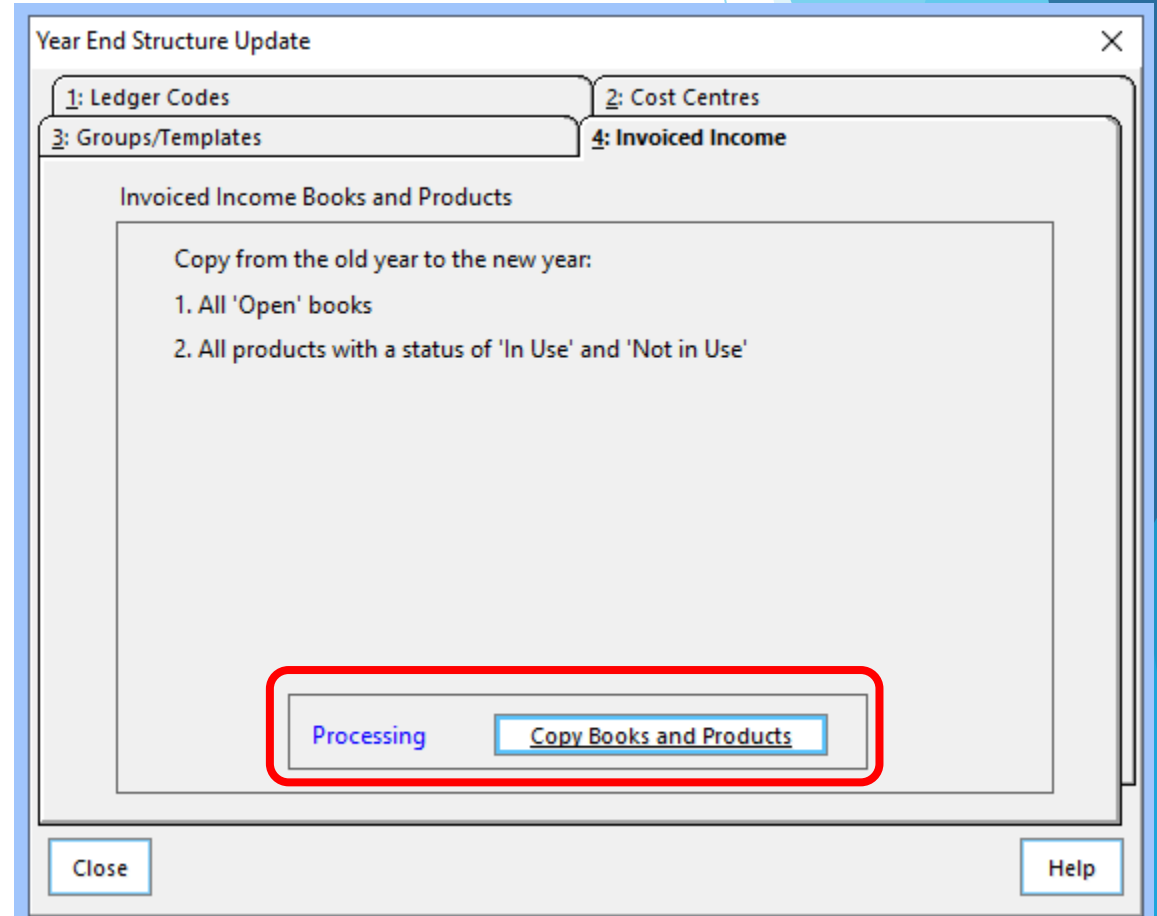 Year End Structure Update
1: Ledger Codes
2: Cost Centres
3: Groups/Templates
4: Invoiced Income
Invoiced Income Books and Products
Copy from the old year to the new year:
1. All 'Open' books
2. All products with a status of 'In Use' and 'Not in Use'
Processing
Copy Books and Products
Close
Help